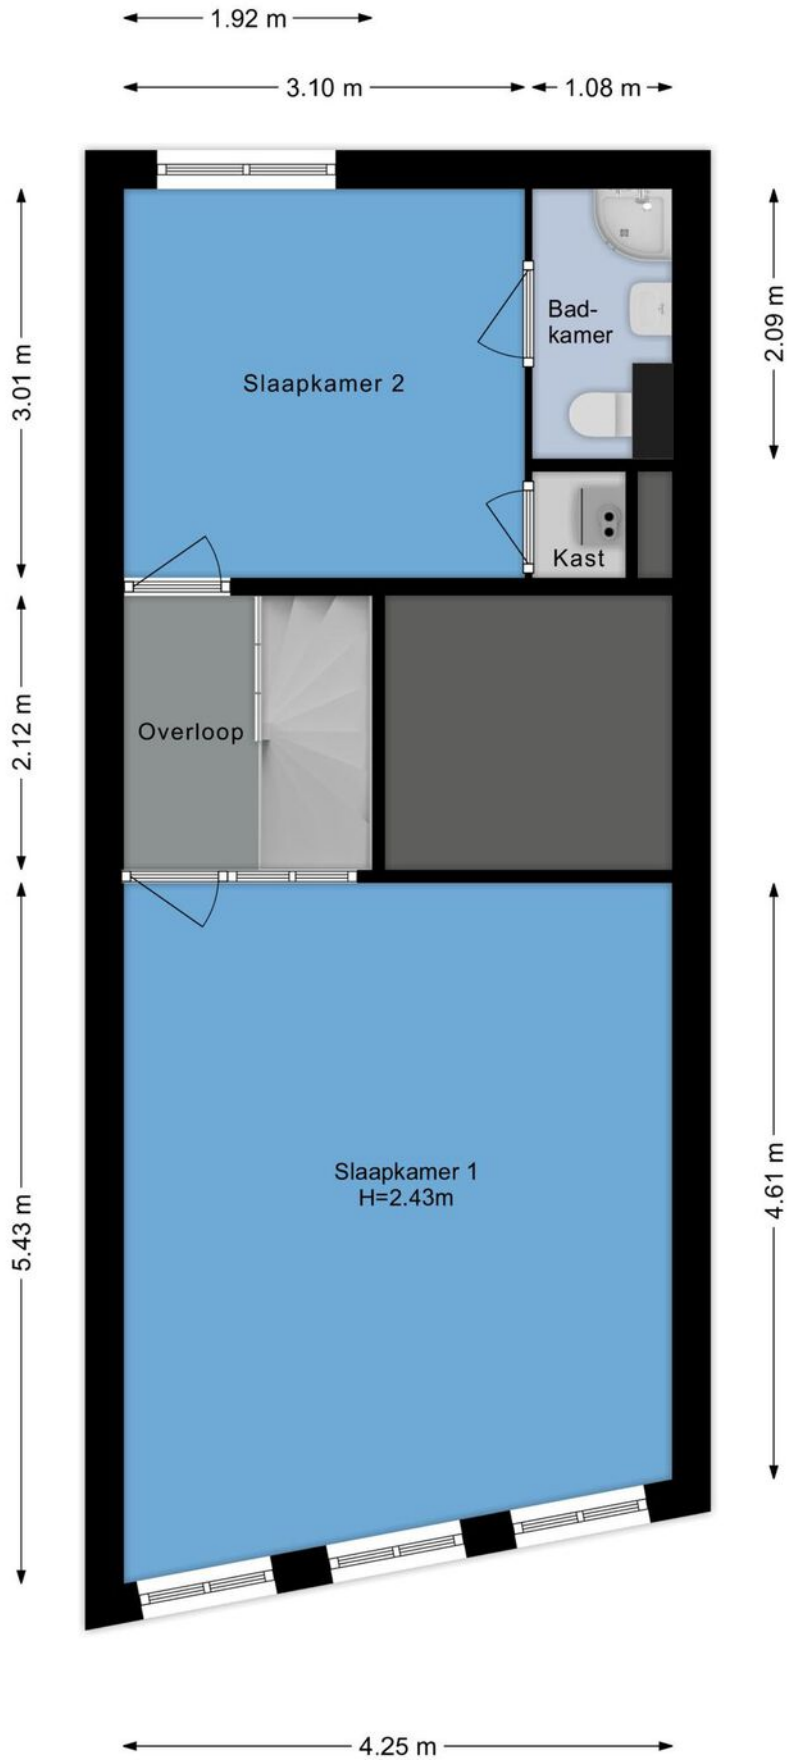 1.92 m
3.10 m
1.08 m
3.01 m
2.09 m
Bad-
kamer
Slaapkamer 2
Kast
2.12 m
Overloop
5.43 m
4.61 m
Slaapkamer 1
H=2.43m
4.25 m